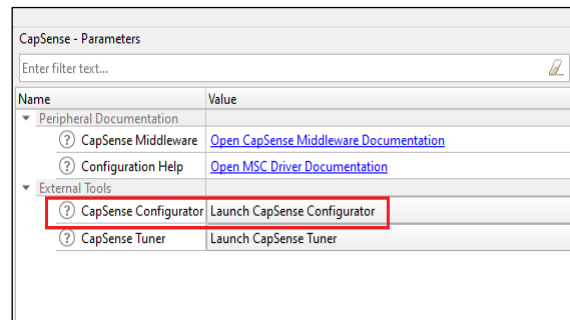 CapSense - Parameters
Enter filter text...
Name Value
Peripheral Documentation
? CapSense Middleware Open CapSense Middleware Documentation
? Configuration Help Open MSC Driver Documentation
External Tools
? CapSense Configurator Launch CapSense Configurator
? CapSense Tuner Launch CapSense Tuner